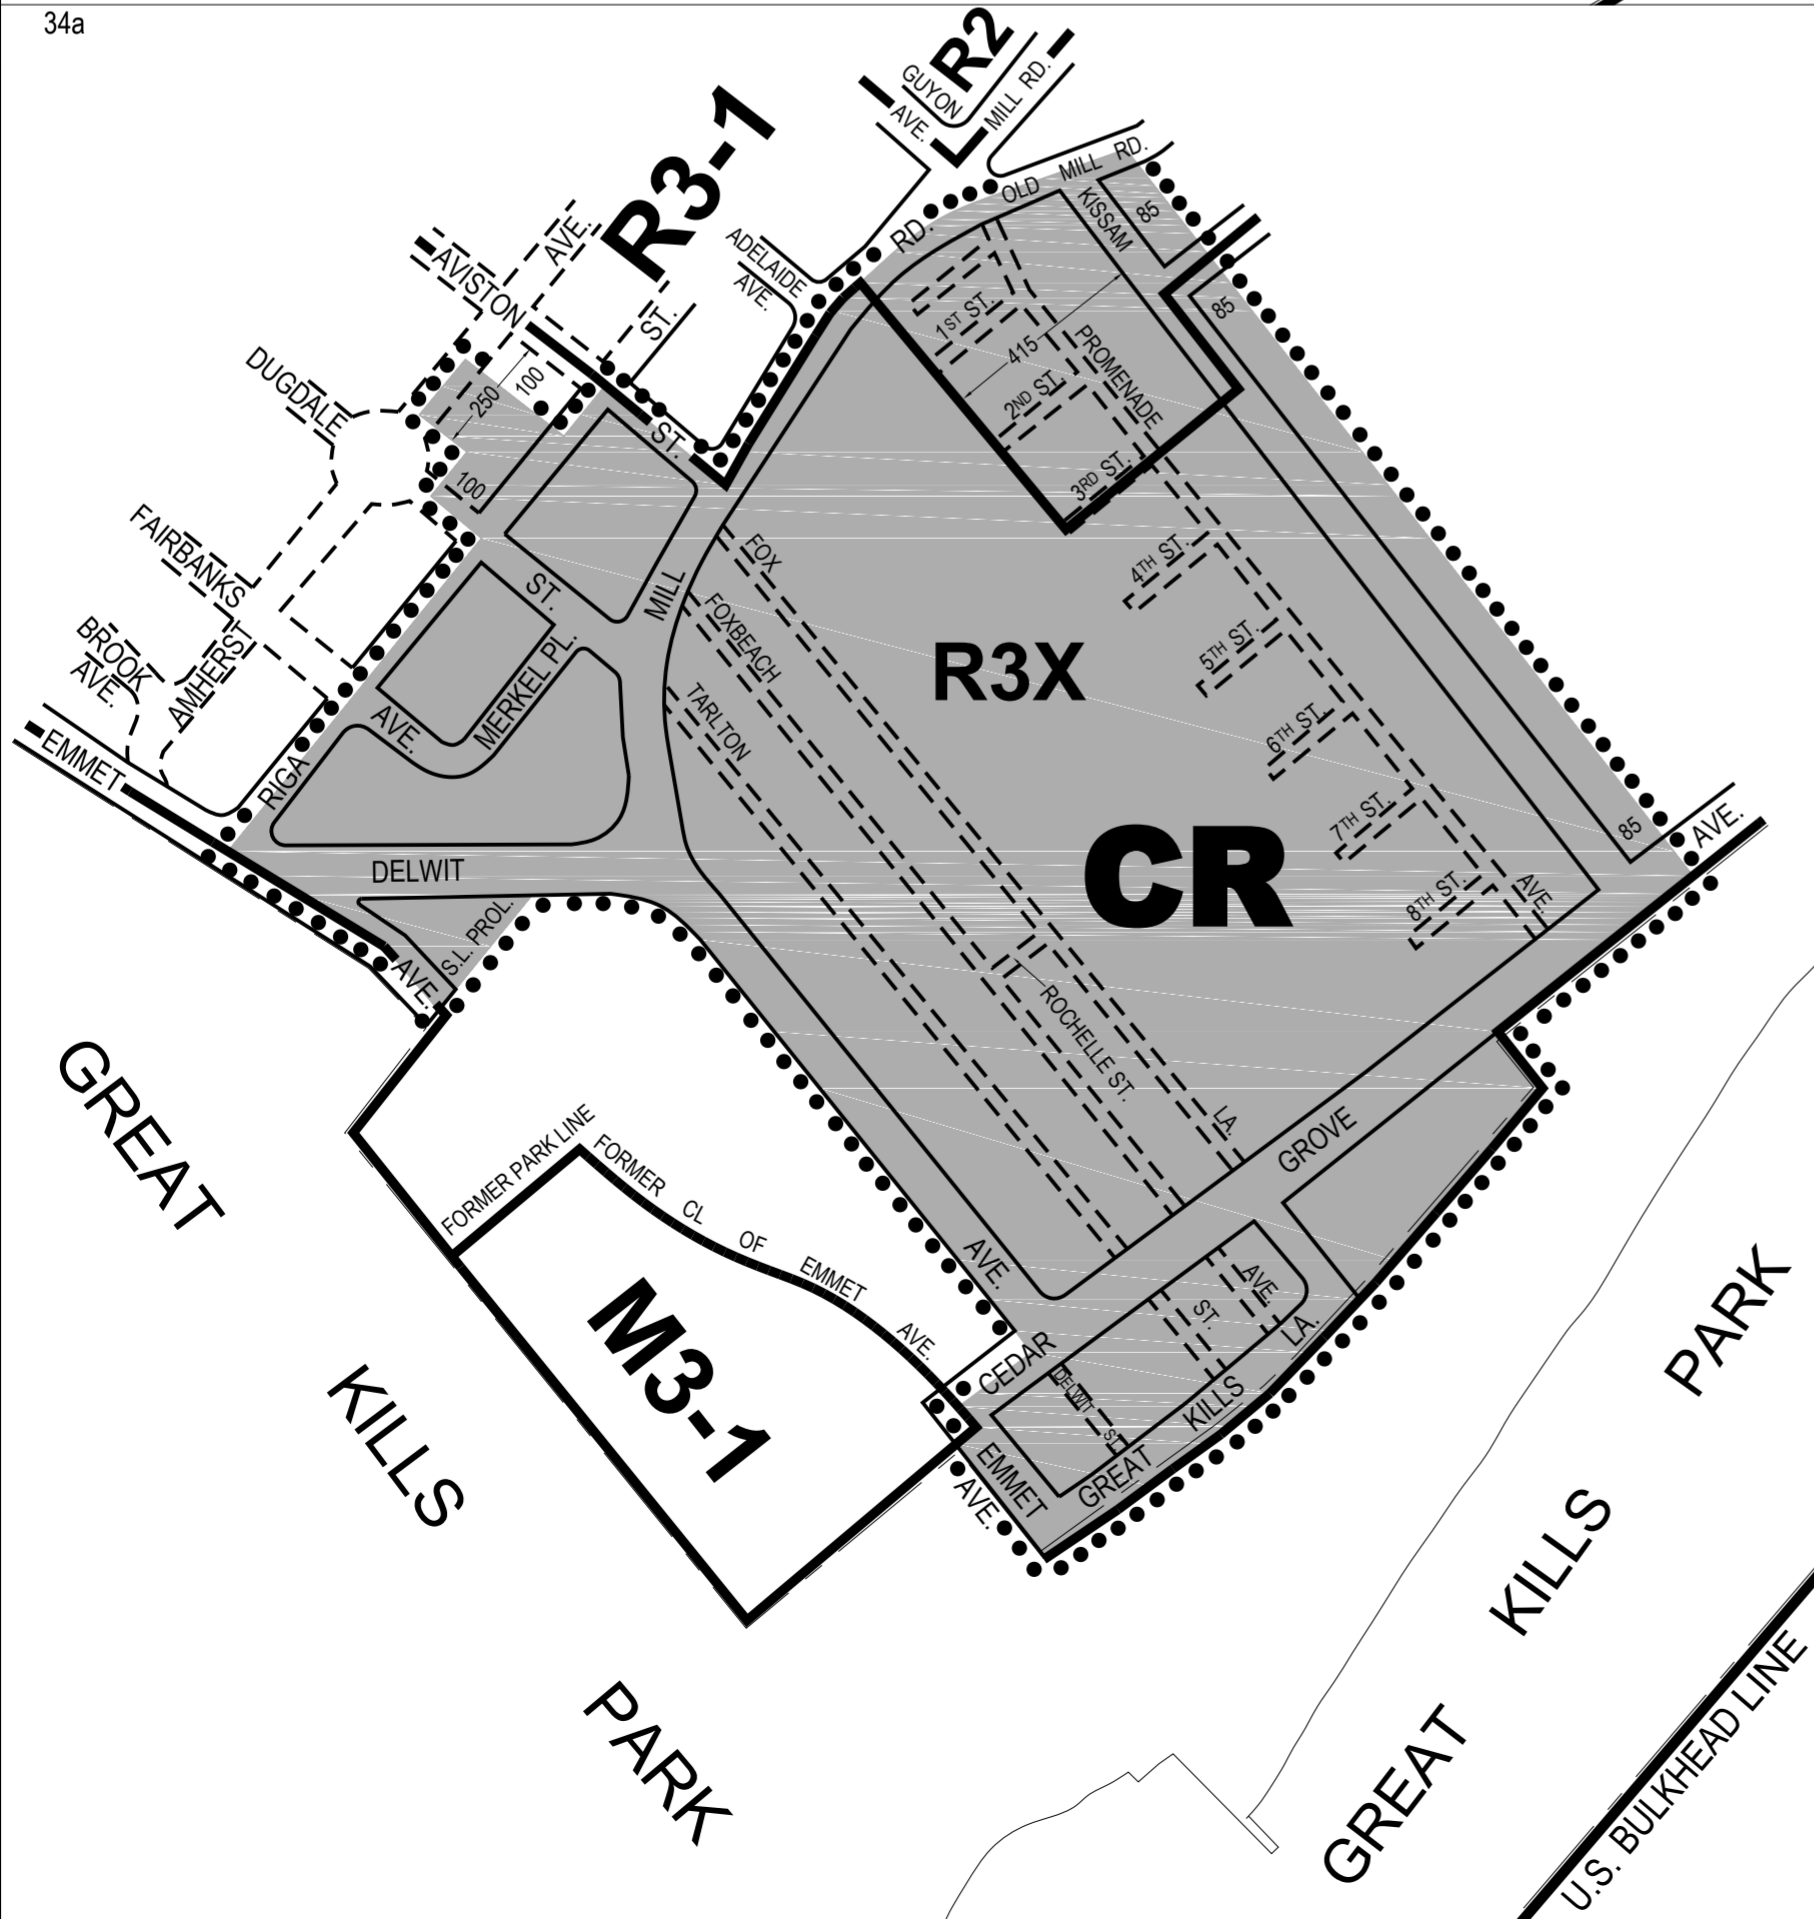 34a
R2
GUYON
AVE.
MILL RD.
R3-1
OLD MILL RD.
KISSAM
85
RD.
ADELAIDE
AVE.
AVE.
AVISTON
ST.
85
1ST ST.
415
PROMENADE
2ND ST.
DUGDALE
250
100
ST.
3RD ST.
100
FAIRBANKS
FOX
ST.
MILL
4TH ST.
BROOK
AVE.
AMHERST
FOXBEACH
R3X
5TH ST.
MERKEL PL.
TARLTON
AVE.
6TH ST.
EMMET
RIGA
7TH ST.
85
AVE.
DELWIT
CR
8TH ST.
AVE.
S.L. PROL.
AVE.
ROCHELLE ST.
GREAT
LA.
GROVE
FORMER PARK LINE
FORMER CL OF EMMET AVE.
AVE.
AVE.
ST.
LA.
M3-1
CEDAR
DELWIT
ST.
PARK
KILLS
KILLS
GREAT
EMMET
AVE.
KILLS
PARK
GREAT
U.S. BULKHEAD LINE